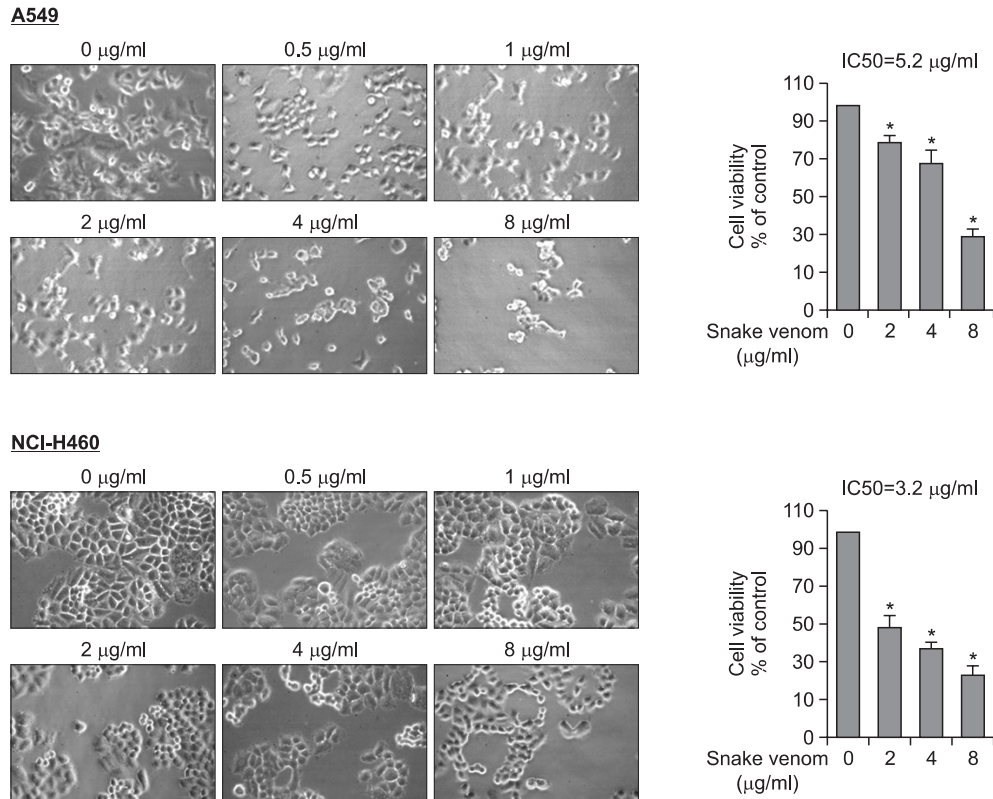 A549
0 μg/ml
0.5 μg/ml
1 μg/ml
2 μg/ml
4 μg/ml
8 μg/ml
IC50=5.2 μg/ml
Cell viability
% of control
110
90
70
50
30
10
0
*
*
*
Snake venom
(μg/ml)
0 2 4 8
NCI-H460
0 μg/ml
0.5 μg/ml
1 μg/ml
2 μg/ml
4 μg/ml
8 μg/ml
IC50=3.2 μg/ml
Cell viability
% of control
110
90
70
50
30
10
0
*
*
*
Snake venom
(μg/ml)
0 2 4 8